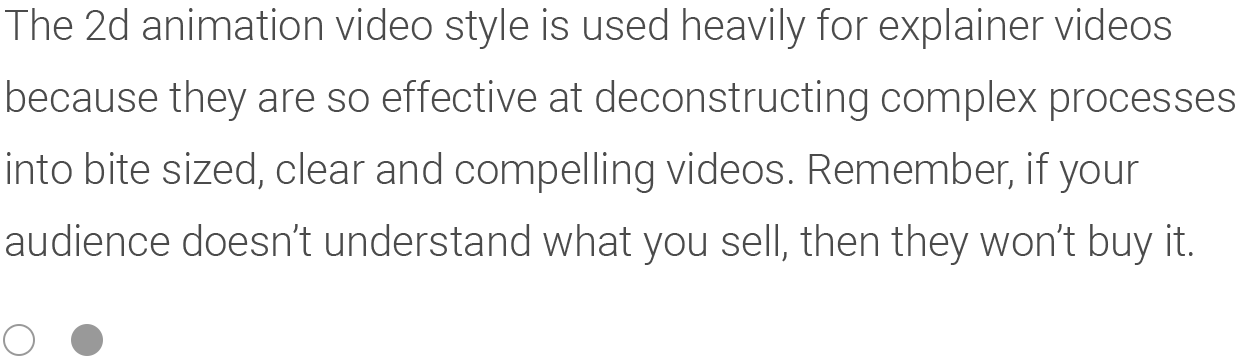 The 2d animation video style is used heavily for explainer videos
because they are so effective at deconstructing complex processes
into bite sized, clear and compelling videos. Remember, if your
audience doesn’t understand what you sell, then they won’t buy it.